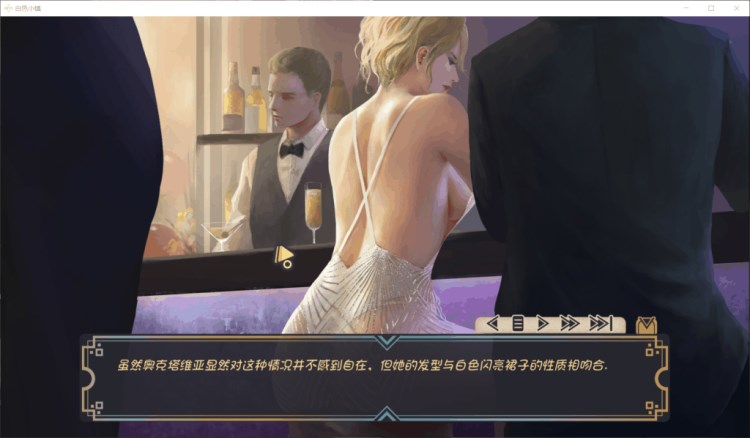 白色小镇
虽然奥克塔维亚显然对这种情况并不感到自在，但她的发型与白色闪亮裙子的性质相吻合.